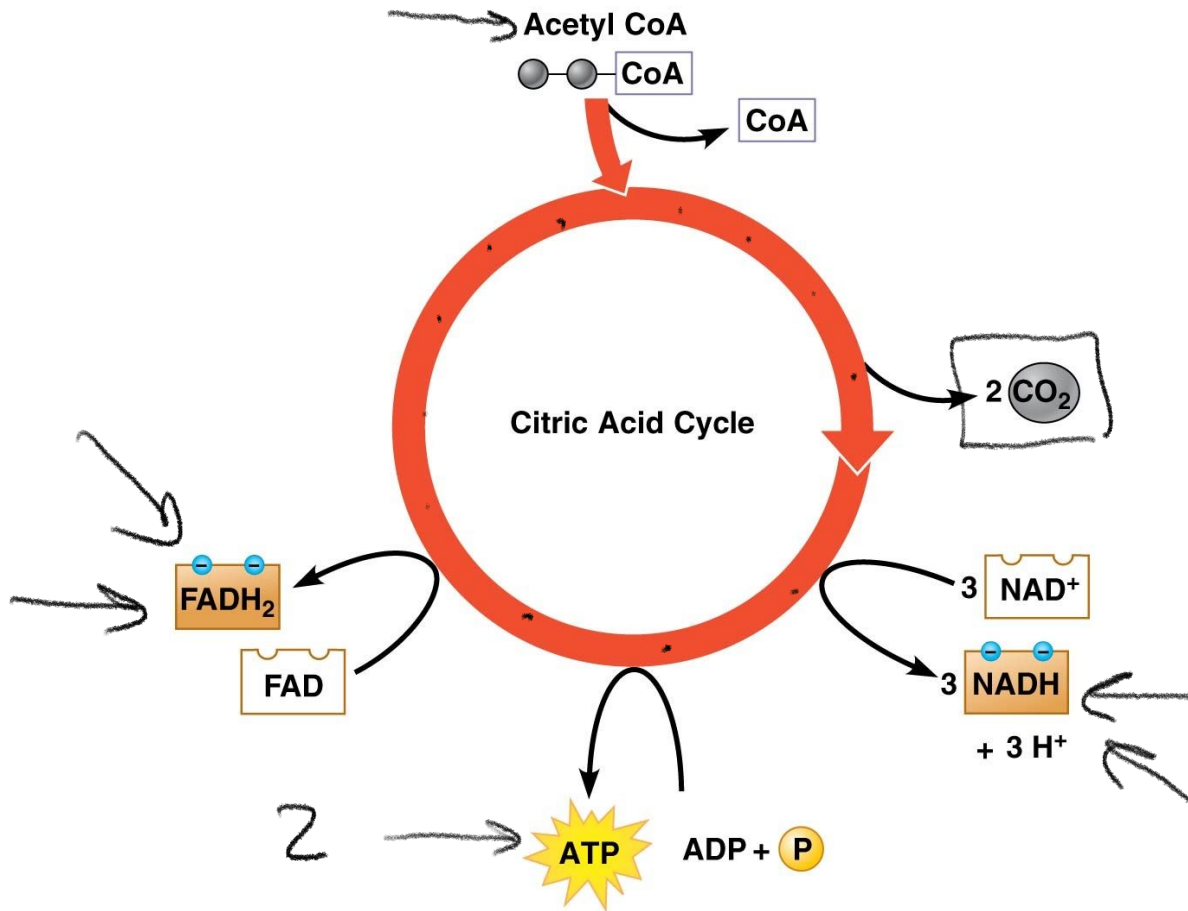 Acetyl CoA
CoA
CoA
2 CO₂
Citric Acid Cycle
FADH₂
FAD
3 NAD⁺
3 NADH
+ 3 H⁺
2
ATP
ADP + P